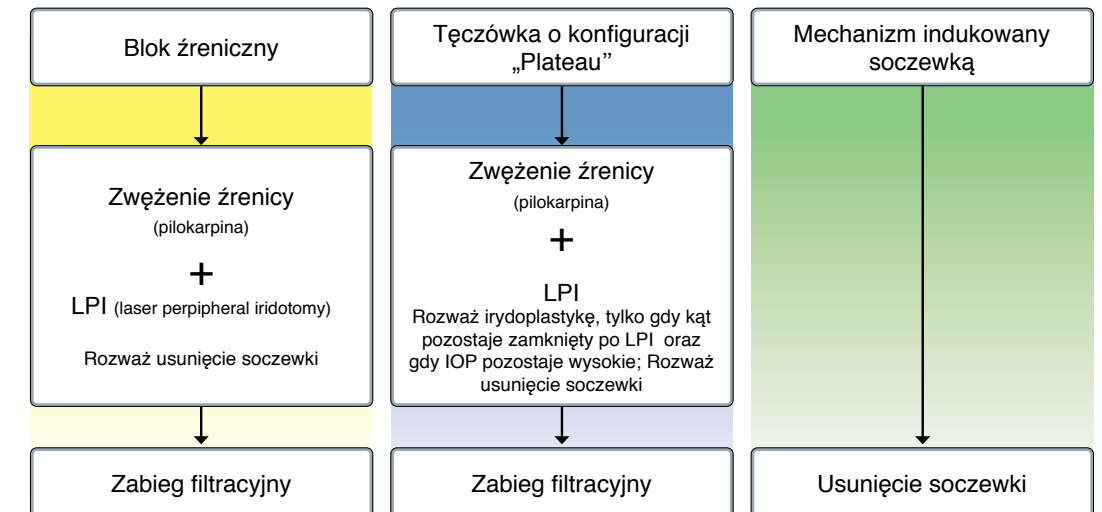 Blok źreniczny
Zwężenie źrenicy
(pilokarpina)
+
LPI (laser perpipheral iridotomy)
Rozważ usunięcie soczewki
Zabieg filtracyjny
Tęczówka o konfiguracji
„Plateau”
Zwężenie źrenicy
(pilokarpina)
+
LPI
Rozważ irydoplastykę, tylko gdy kąt
pozostaje zamknięty po LPI oraz
gdy IOP pozostaje wysokie; Rozważ
usunięcie soczewki
Zabieg filtracyjny
Mechanizm indukowany
soczewką
Usunięcie soczewki